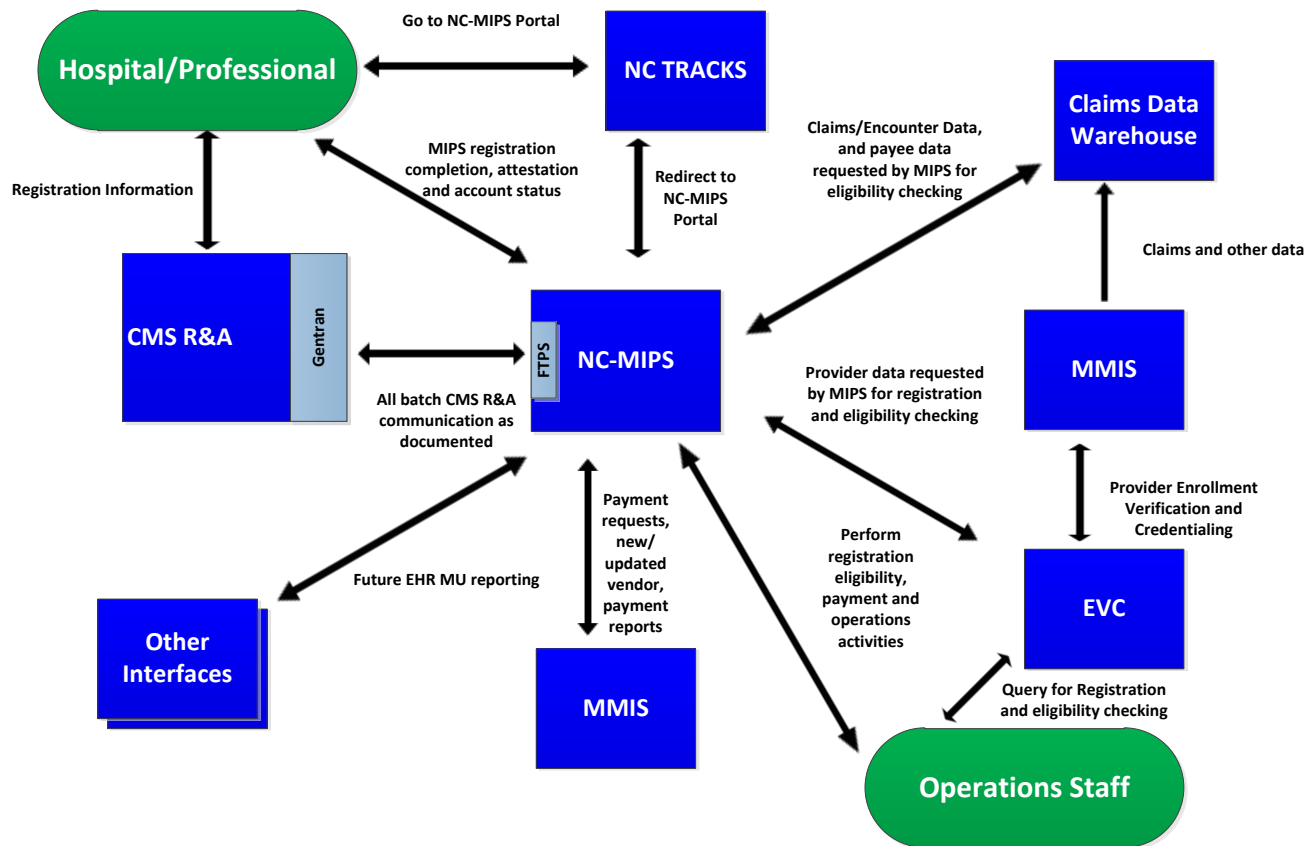 Go to NC-MIPS Portal
Hospital/Professional
NC TRACKS
Claims Data
Warehouse
Claims/Encounter Data,
and payee data
requested by MIPS for
eligibility checking
MIPS registration
completion, attestation
and account status
Redirect to
NC-MIPS
Portal
Registration Information
Claims and other data
CMS R&A
Gentran
FTPS
NC-MIPS
MMIS
All batch CMS R&A
communication as
documented
Provider data requested
by MIPS for registration
and eligibility checking
Provider Enrollment
Verification and
Credentialing
Payment
requests,
new/
updated
vendor,
payment
reports
Perform
registration
eligibility,
payment and
operations
activities
Future EHR MU reporting
EVC
Other
Interfaces
MMIS
Query for Registration
and eligibility checking
Operations Staff